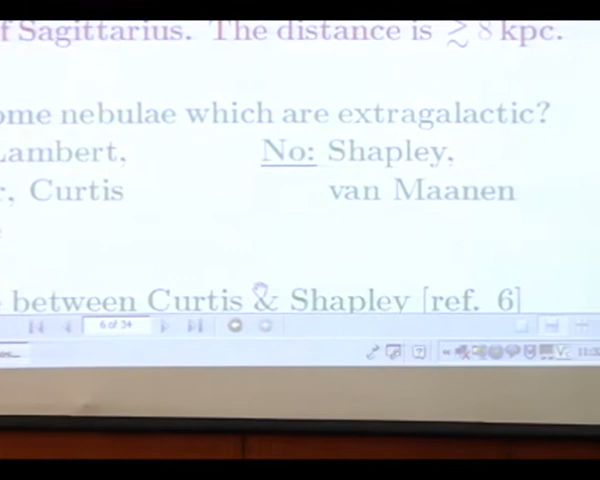 f Sagittarius. The distance is ≳ 8 kpc.
ome nebulae which are extragalactic?
Lambert, No: Shapley,
r, Curtis van Maanen
between Curtis & Shapley [ref. 6]
6 of 34